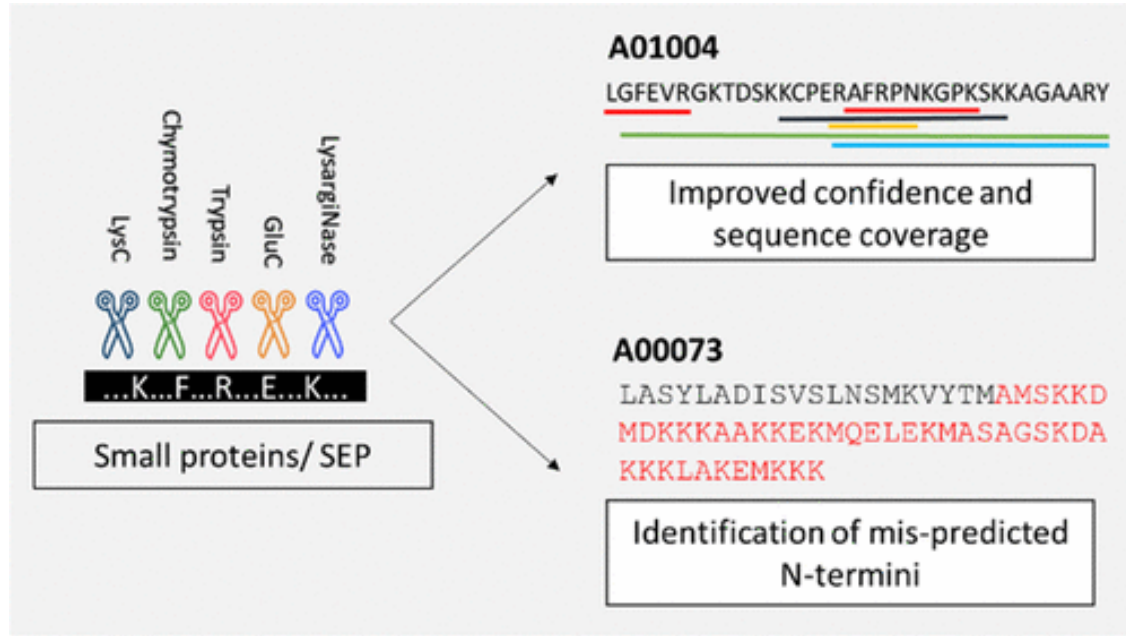 LysC
Chymotrypsin
Trypsin
GluC
LysargiNase
...K...F...R...E...K...
Small proteins/ SEP
A01004
LGFEVRGKTDSKKCPERAFRPNKGPKSKKAGAARY
Improved confidence and
sequence coverage
A00073
LASYLADISVSLNSMKVYTMAMSKKD
MDKKKAAKKEKMQELEKMASAGSKDA
KKKLAKEMKKK
Identification of mis-predicted
N-termini